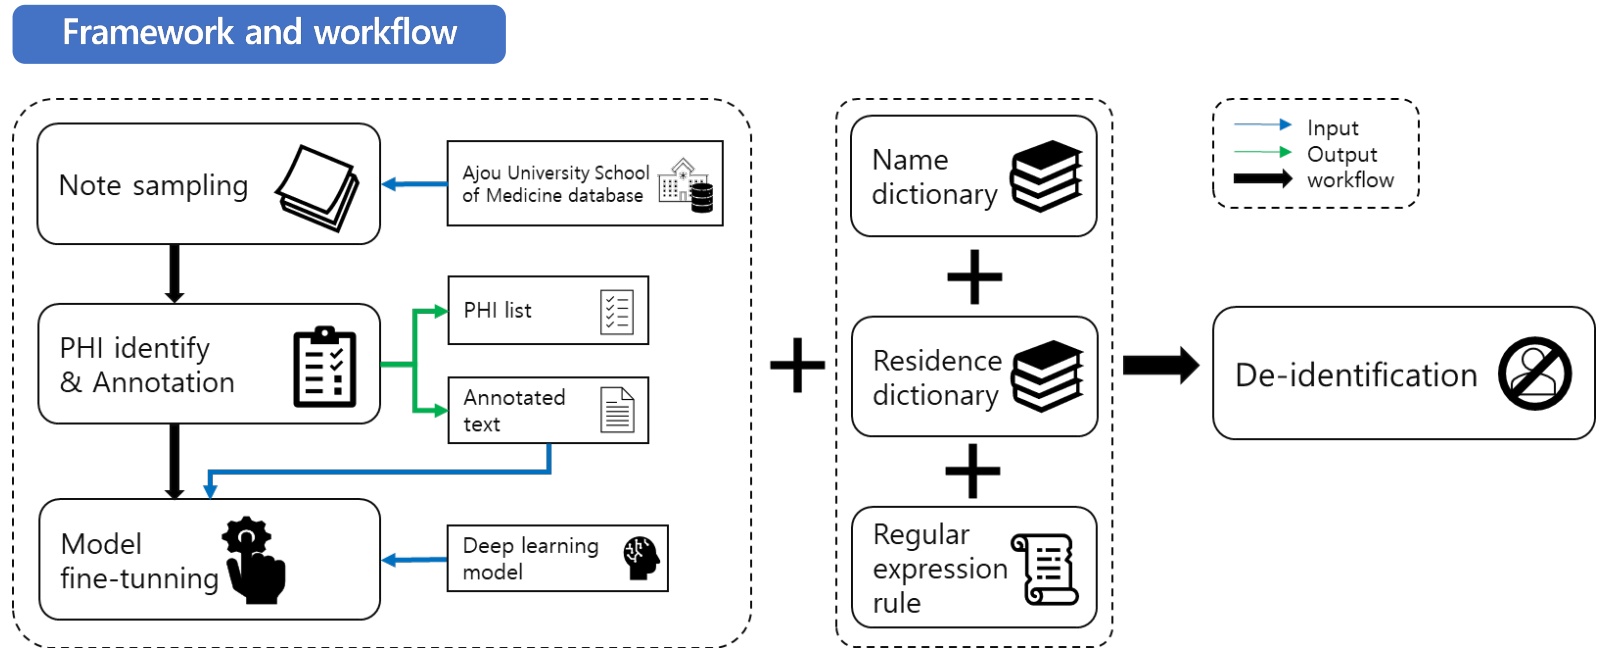 Framework and workflow
Note sampling
Ajou University School
of Medicine database
PHI identify
& Annotation
PHI list
Annotated
text
Model
fine-tunning
Deep learning
model
Name
dictionary
Residence
dictionary
Regular
expression
rule
Input
Output
workflow
De-identification